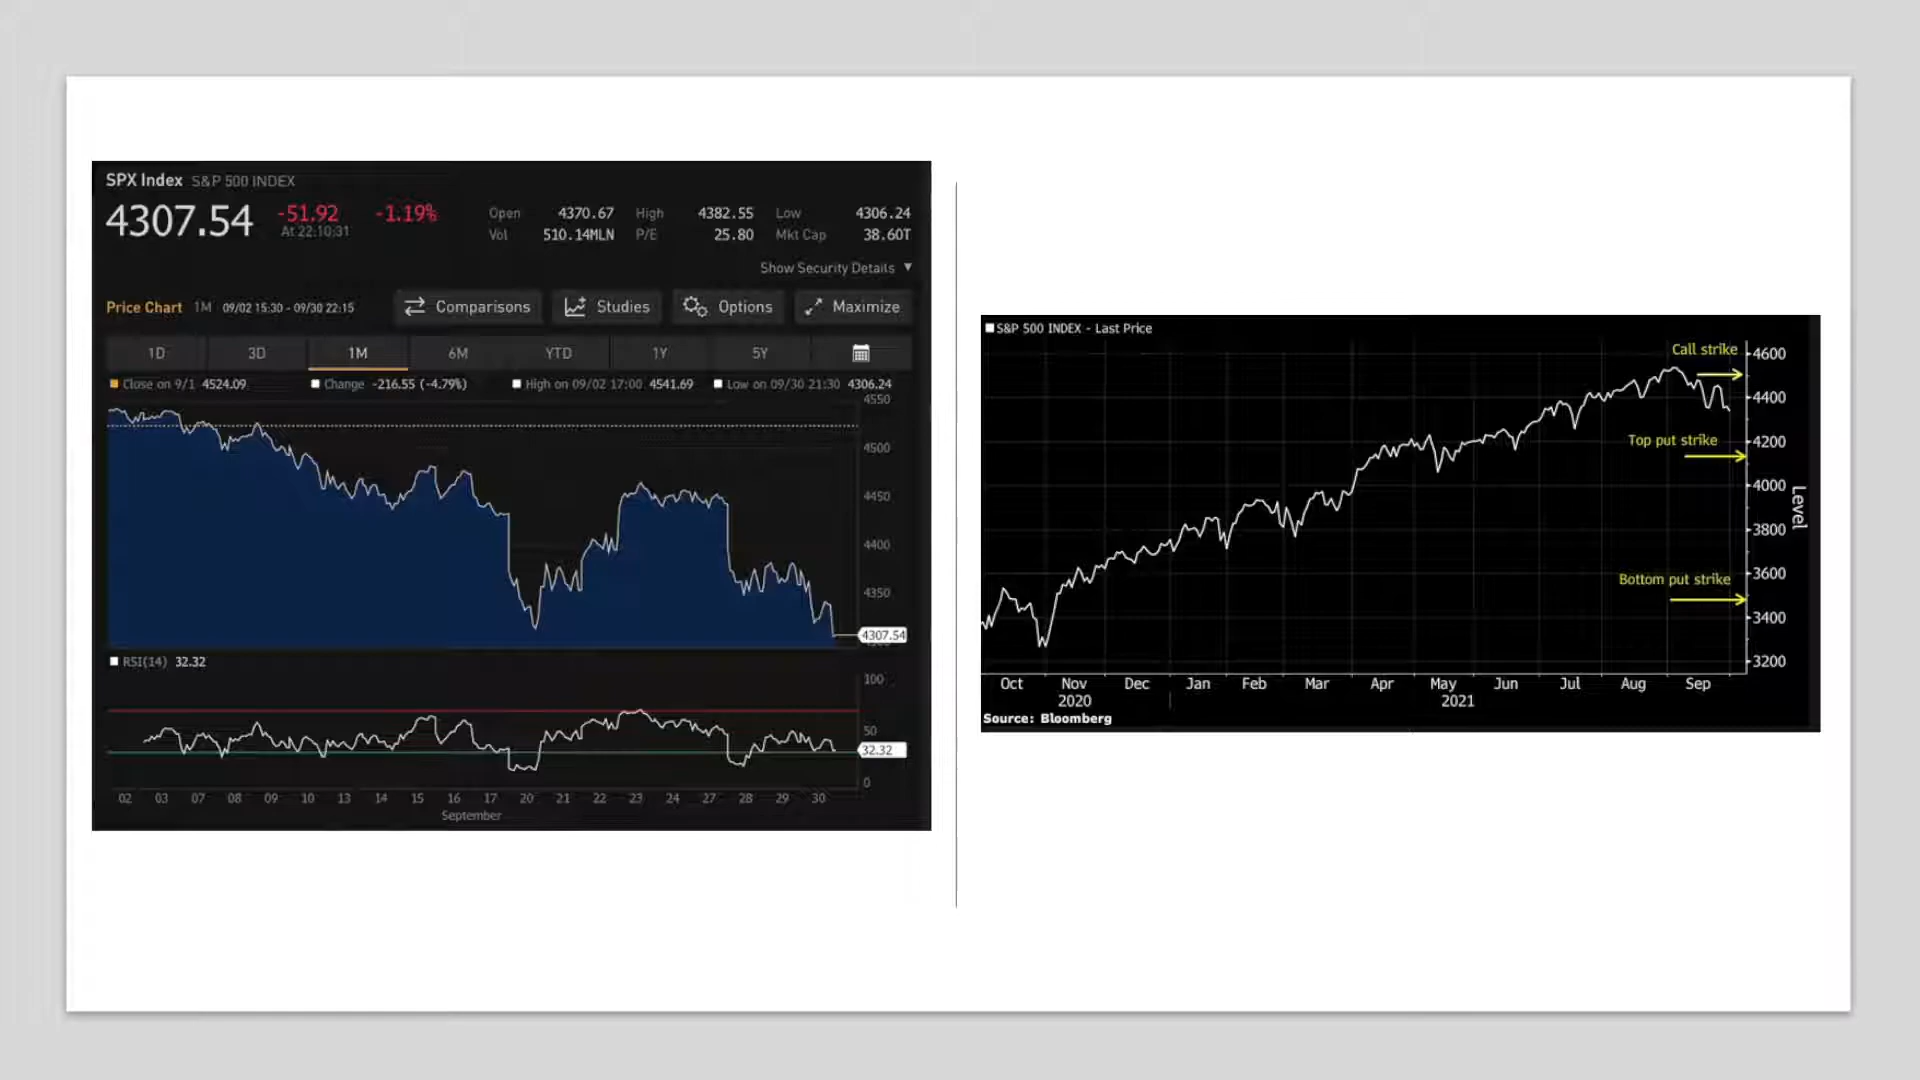 SPX Index S&P 500 INDEX
4307.54 -51.92 -1.19%
At 22:10:31
Open 4370.67 High 4382.55 Low 4306.24
Vol 510.14MLN P/E 25.80 Mkt Cap 38.60T
Show Security Details
Price Chart 1M 09/02 15:30 - 09/30 22:15 Comparisons Studies Options Maximize
1D 3D 1M 6M YTD 1Y 5Y
Close on 9/1 4524.09 Change -216.55 (-4.79%) High on 09/02 17:00 4541.69 Low on 09/30 21:30 4306.24
4550
4500
4450
4400
4350
4307.54
RSI(14) 32.32
100
50
32.32
0
02 03 07 08 09 10 13 14 15 16 17 20 21 22 23 24 27 28 29 30
September
S&P 500 INDEX - Last Price
Call strike
4600
4400
Top put strike
4200
4000
Level
3800
Bottom put strike
3600
3400
3200
Oct Nov Dec Jan Feb Mar Apr May Jun Jul Aug Sep
2020 2021
Source: Bloomberg